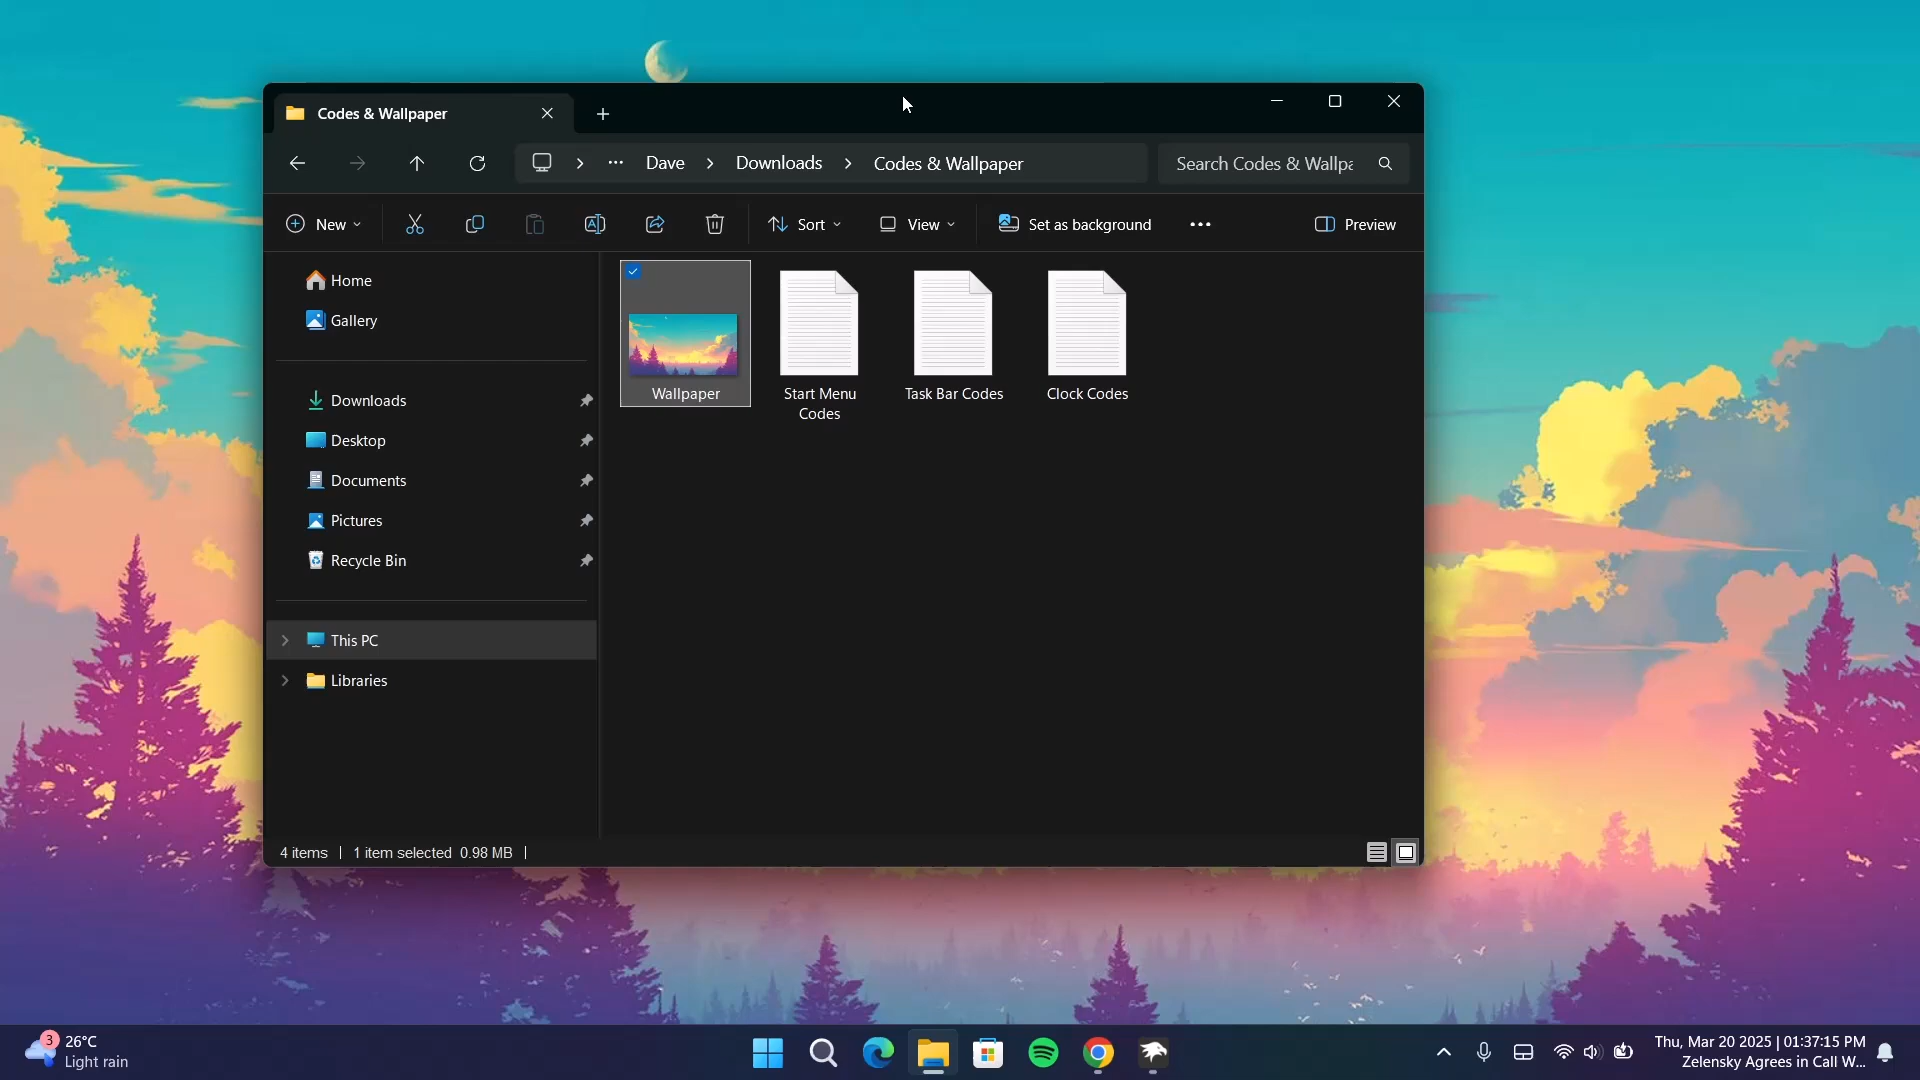 Codes & Wallpaper
Dave
Downloads
Codes & Wallpaper
Search Codes & Wallpa
New
Sort
View
Set as background
Preview
Home
Gallery
Downloads
Desktop
Documents
Pictures
Recycle Bin
This PC
Libraries
Wallpaper
Start Menu
Codes
Task Bar Codes
Clock Codes
4 items
1 item selected 0.98 MB
3
26°C
Light rain
Thu, Mar 20 2025 | 01:37:15 PM
Zelensky Agrees in Call W...